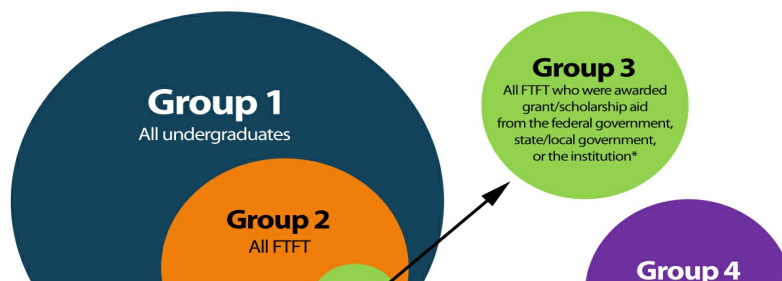 Group 1
All undergraduates
Group 2
All FTFT
Group 3
All FTFT who were awarded
grant/scholarship aid
from the federal government,
state/local government,
or the institution*
Group 4